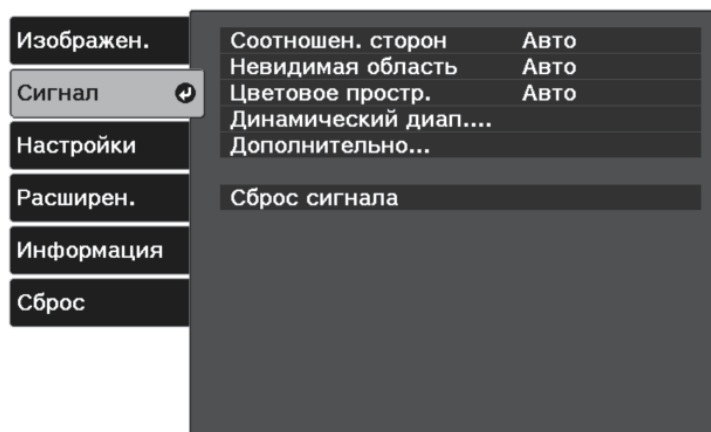 Изображен.
Сигнал
Настройки
Расширен.
Информация
Сброс
Соотношен. сторон Авто
Невидимая область Авто
Цветовое простр. Авто
Динамический диап....
Дополнительно...
Сброс сигнала